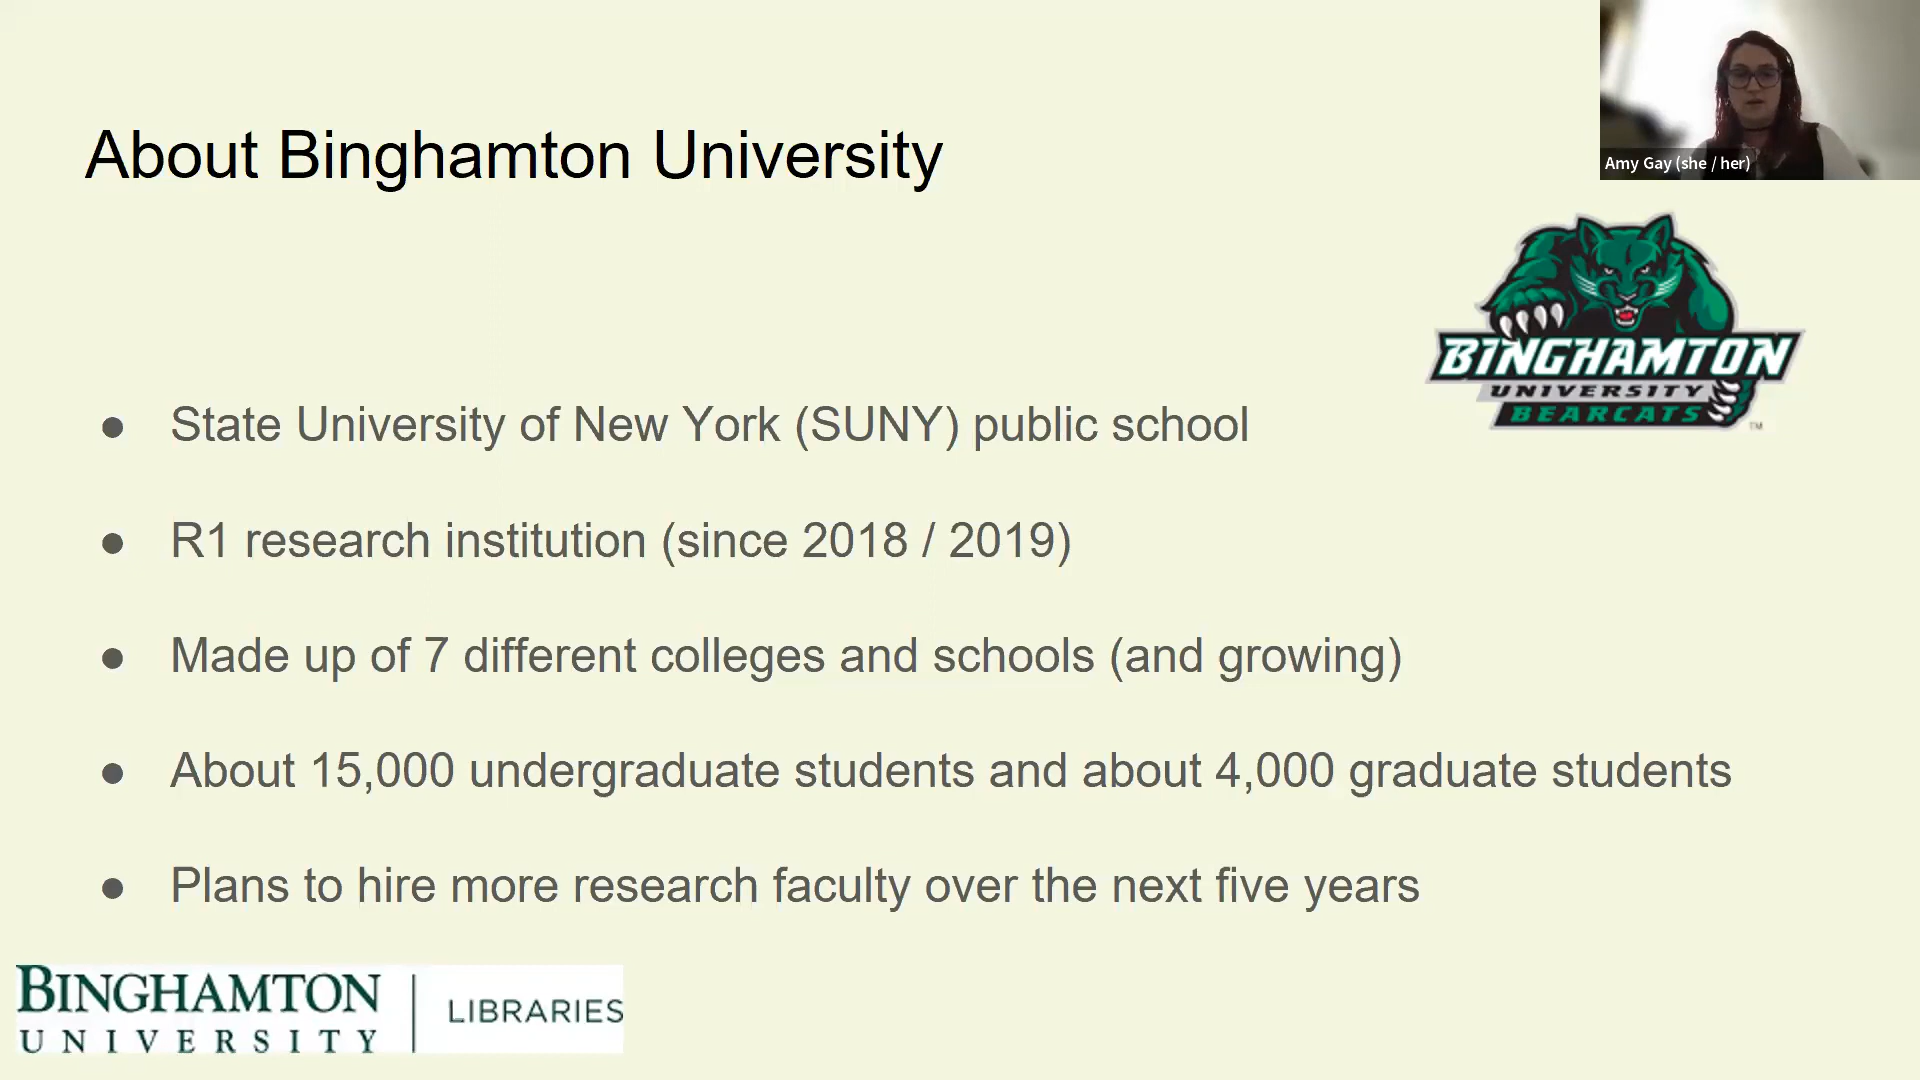 About Binghamton University
Amy Gay (she / her)
BINGHAMTON
UNIVERSITY
BEARCATS
TM
● State University of New York (SUNY) public school
● R1 research institution (since 2018 / 2019)
● Made up of 7 different colleges and schools (and growing)
● About 15,000 undergraduate students and about 4,000 graduate students
● Plans to hire more research faculty over the next five years
BINGHAMTON
UNIVERSITY
LIBRARIES